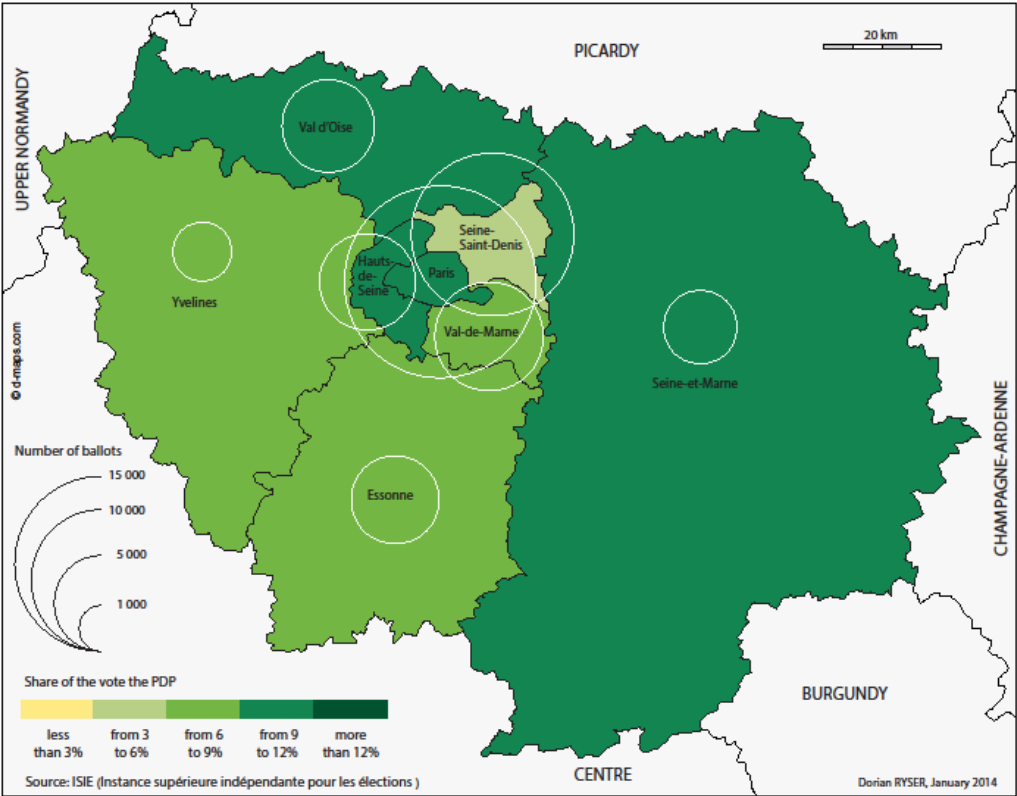 20 km
PICARDY
UPPER NORMANDY
Val d'Oise
Seine-
Saint-Denis
Hauts-
de-
Seine
Paris
Yvelines
Val-de-Marne
Seine-et-Marne
© d-maps.com
CHAMPAGNE-ARDENNE
Number of ballots
15 000
10 000
5 000
1 000
Essonne
Share of the vote the PDP
less
than 3%
from 3
to 6%
from 6
to 9%
from 9
to 12%
more
than 12%
BURGUNDY
CENTRE
Source: ISIE (Instance supérieure indépendante pour les élections )
Dorian RYSER, January 2014